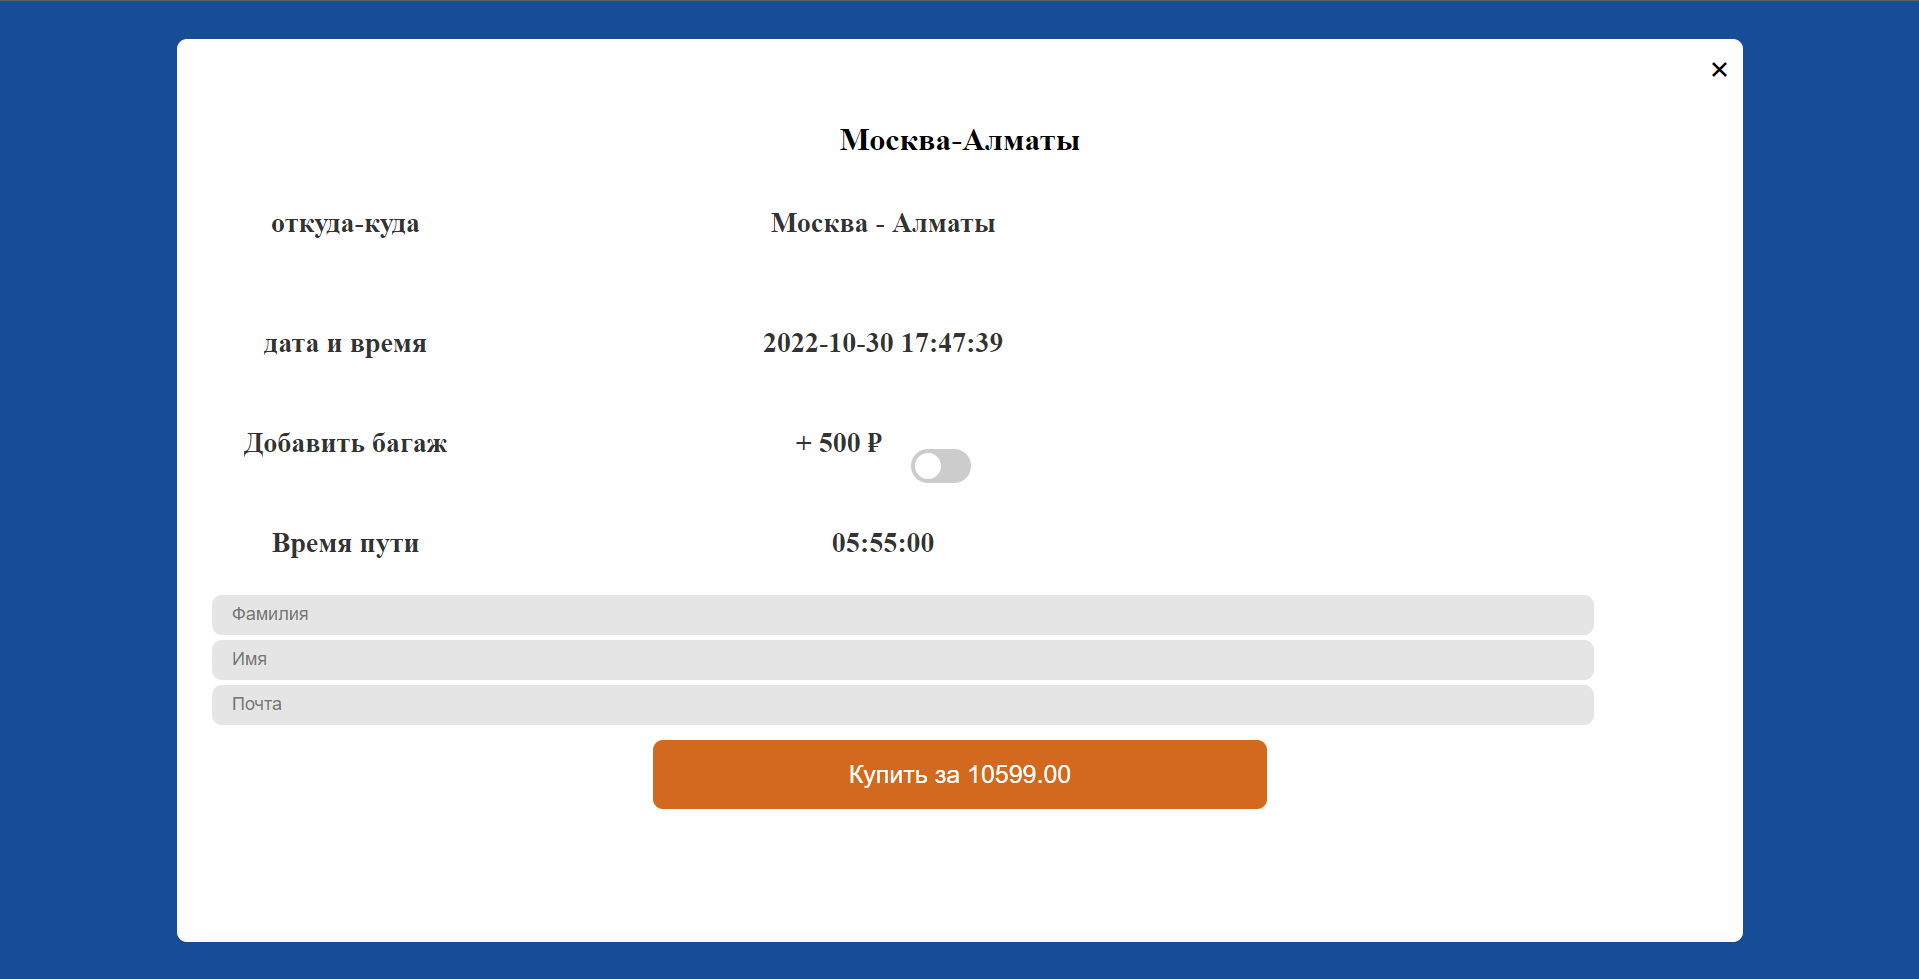 ✕
Москва-Алматы
откуда-куда Москва - Алматы
дата и время 2022-10-30 17:47:39
Добавить багаж + 500 ₽
Время пути 05:55:00
Фамилия
Имя
Почта
Купить за 10599.00